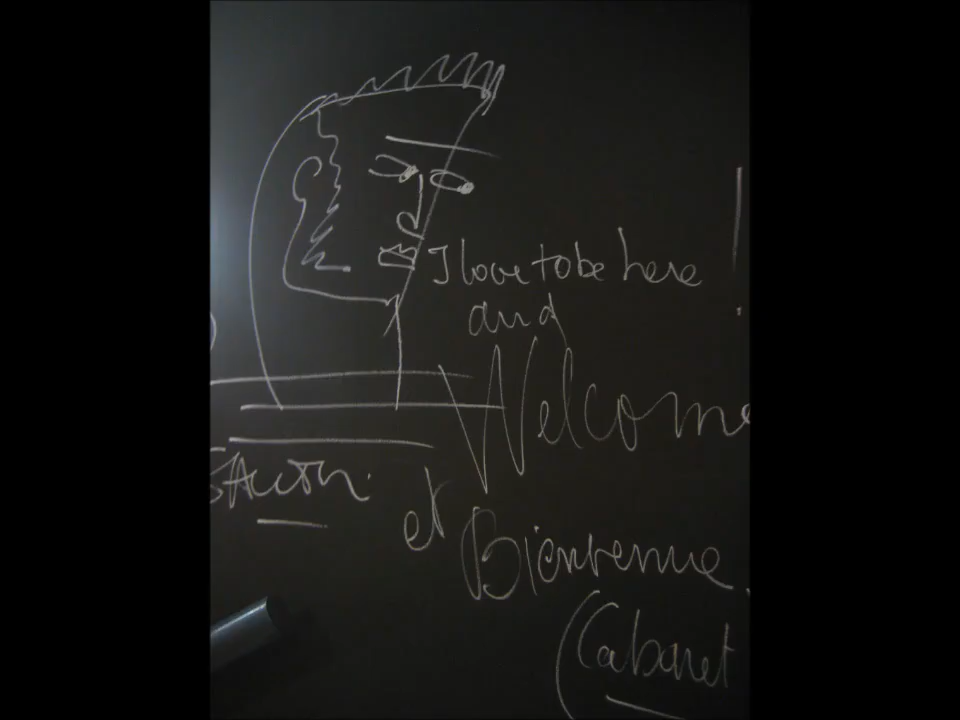 I love to be here
and
Welcome
et
Bienvenue.
(Cabaret